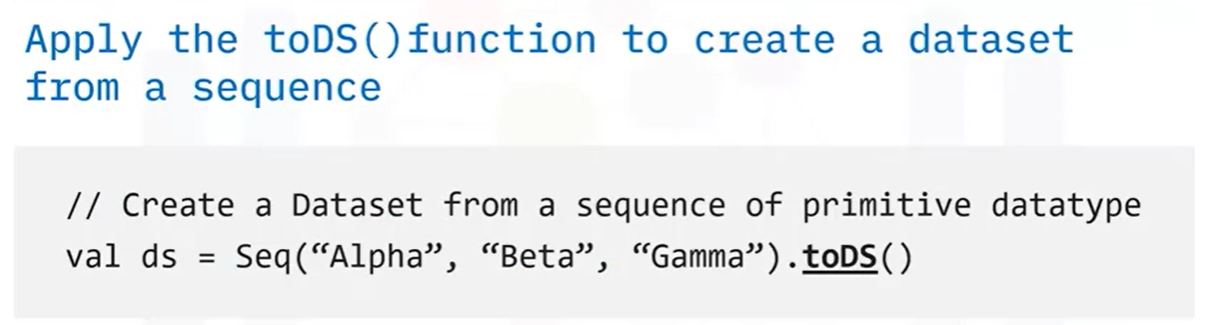 Apply the toDS()function to create a dataset
from a sequence
// Create a Dataset from a sequence of primitive datatype
val ds = Seq(“Alpha”, “Beta”, “Gamma”).toDS()